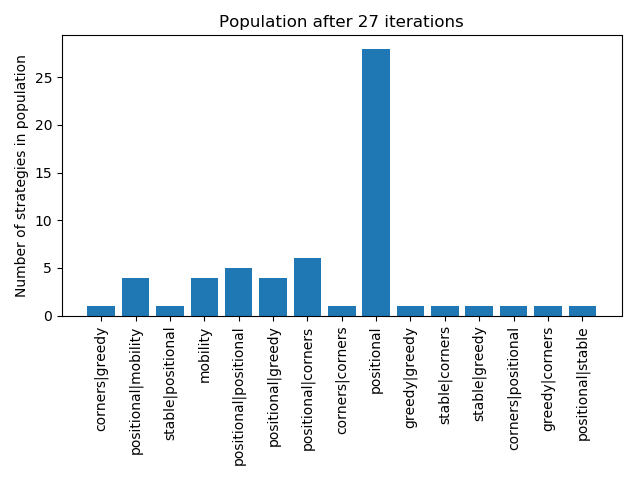 Population after 27 iterations
Number of strategies in population
25
20
15
10
5
0
corners|greedy
positional|mobility
stable|positional
mobility
positional|positional
positional|greedy
positional|corners
corners|corners
positional
greedy|greedy
stable|corners
stable|greedy
corners|positional
greedy|corners
positional|stable